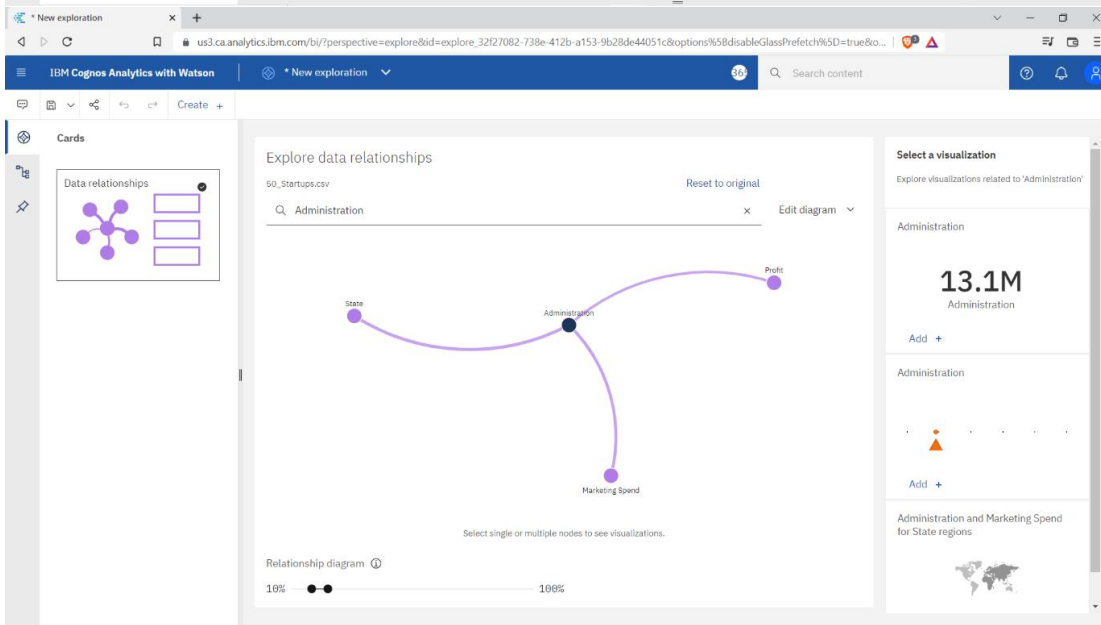 * New exploration
us3.ca.analytics.ibm.com/bi/?perspective=explore&id=explore_32f27082-738e-412b-a153-9b28de44051c&options%5BdisableGlassPrefetch%5D=true&o...
IBM Cognos Analytics with Watson
* New exploration
Search content
Create +
Cards
Data relationships
Explore data relationships
50_Startups.csv
Reset to original
Administration
Edit diagram
State
Administration
Profit
Marketing Spend
Select single or multiple nodes to see visualizations.
Relationship diagram
10%
100%
Select a visualization
Explore visualizations related to 'Administration'
Administration
13.1M
Administration
Add +
Administration
Add +
Administration and Marketing Spend
for State regions